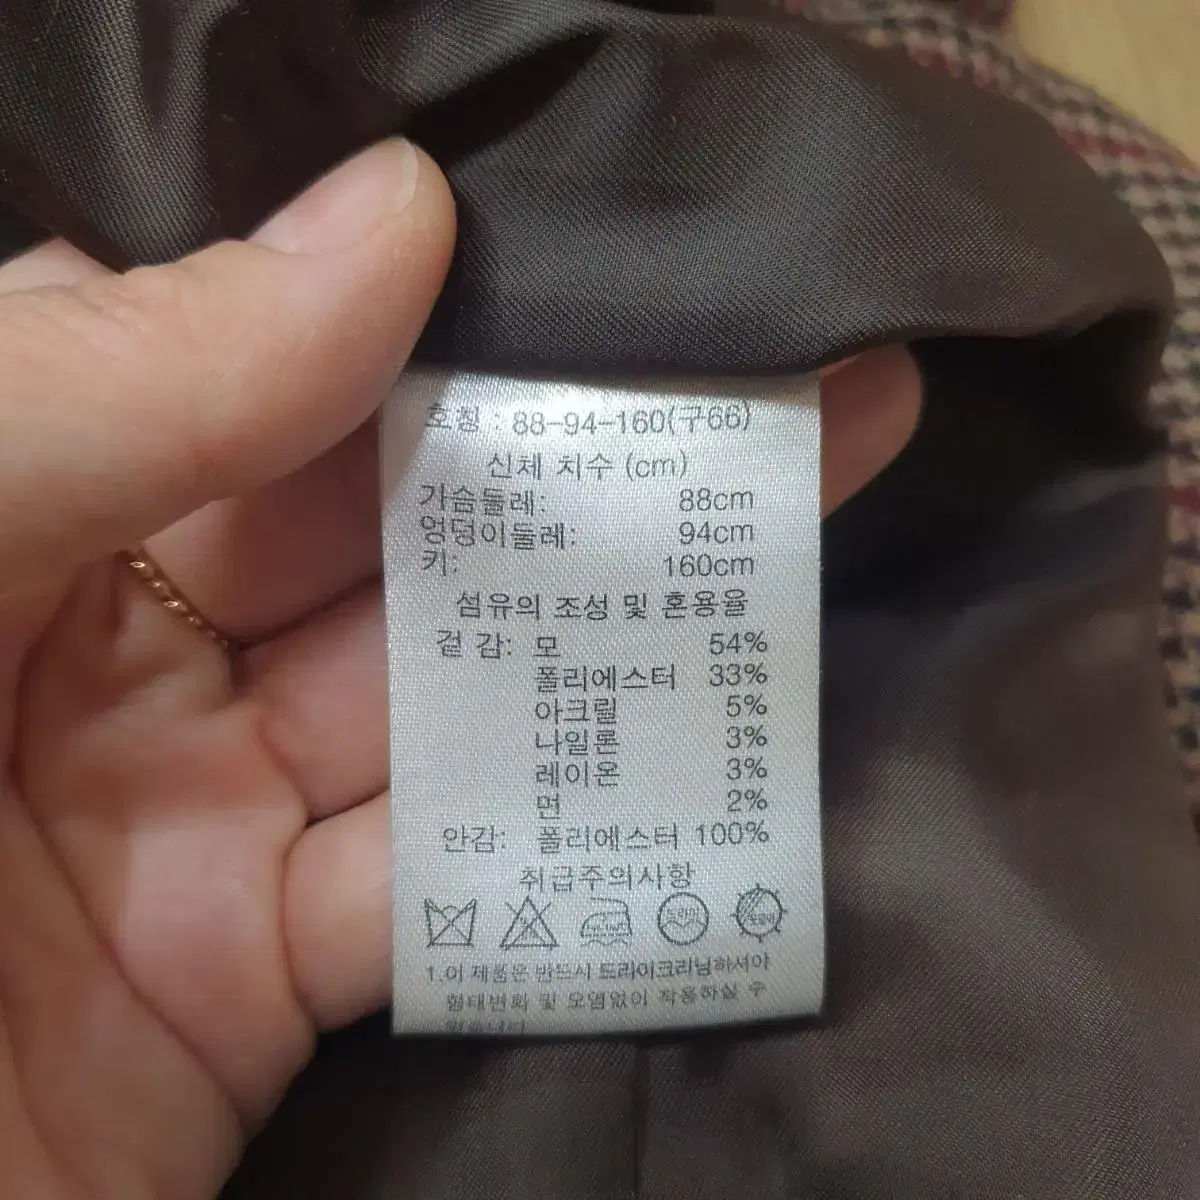 호칭 : 88-94-160(구66)
신체 치수 (cm)
가슴둘레: 88cm
엉덩이둘레: 94cm
키: 160cm
섬유의 조성 및 혼용율
겉 감: 모 54%
폴리에스터 33%
아크릴 5%
나일론 3%
레이온 3%
면 2%
안감: 폴리에스터 100%
취급주의사항
드라이
1.이 제품은 반드시 드라이크리닝하셔야
형태변화 및 오염없이 착용하실 수